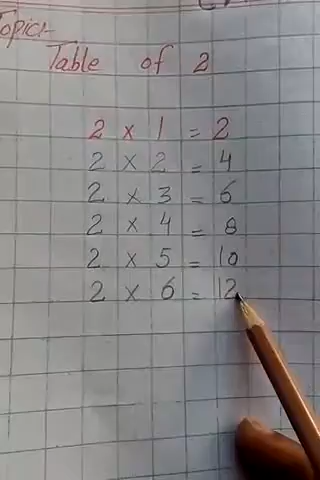 Topic:-
Table of 2
2 × 1 = 2
2 × 2 = 4
2 × 3 = 6
2 × 4 = 8
2 × 5 = 10
2 × 6 = 12